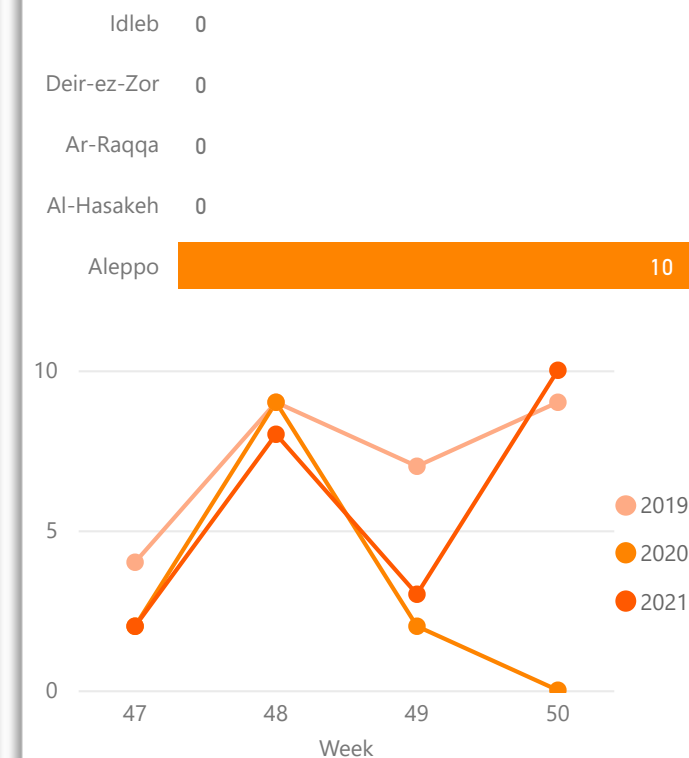 Idleb 0
Deir-ez-Zor 0
Ar-Raqqa 0
Al-Hasakeh 0
Aleppo 10
10
5
0
47 48 49 50
Week
2019
2020
2021